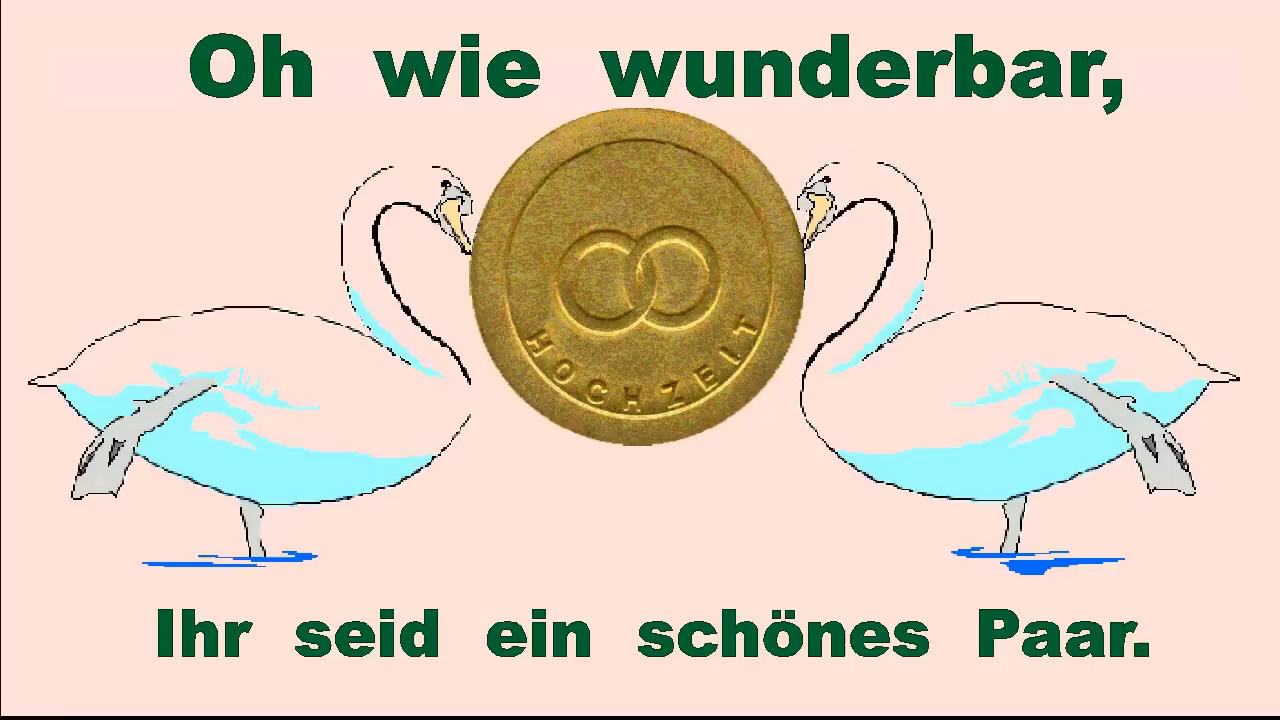 Oh wie wunderbar,
HOCHZEIT
Ihr seid ein schönes Paar.